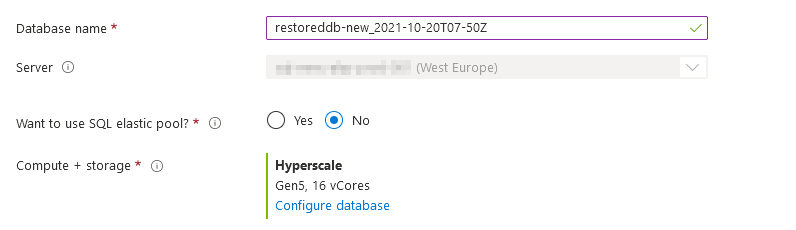 Database name *
restoreddb-new_2021-10-20T07-50Z
Server
(West Europe)
Want to use SQL elastic pool? *
Yes
No
Compute + storage *
Hyperscale
Gen5, 16 vCores
Configure database